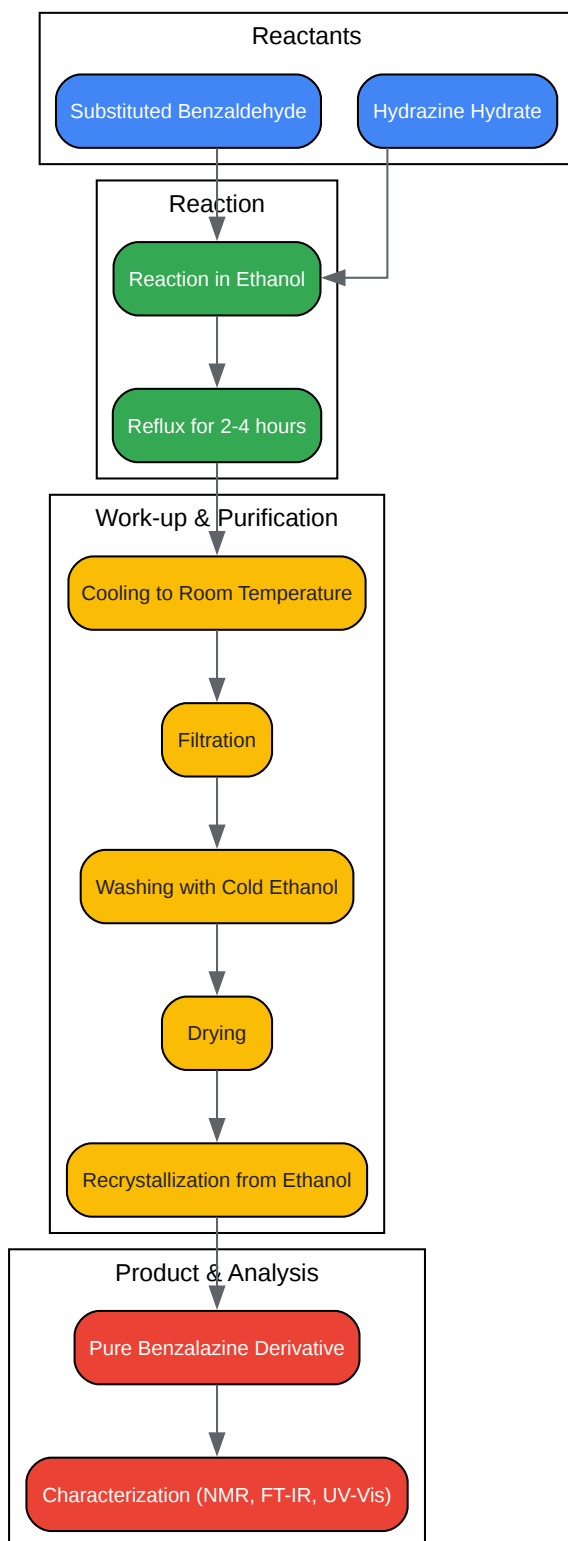 Reactants
Substituted Benzaldehyde
Hydrazine Hydrate
Reaction
Reaction in Ethanol
Reflux for 2-4 hours
Work-up & Purification
Cooling to Room Temperature
Filtration
Washing with Cold Ethanol
Drying
Recrystallization from Ethanol
Product & Analysis
Pure Benzalazine Derivative
Characterization (NMR, FT-IR, UV-Vis)